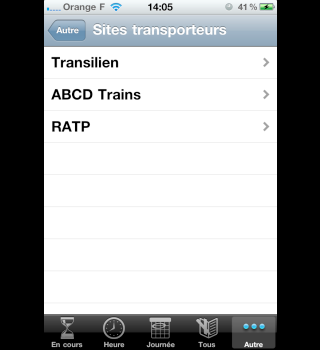 Orange F 14:05 41 %
Autre Sites transporteurs
Transilien
ABCD Trains
RATP
En cours Heure Journée Tous Autre